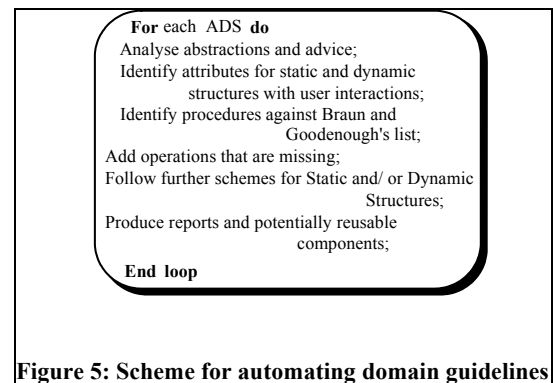 For each ADS do
Analyse abstractions and advice;
Identify attributes for static and dynamic
structures with user interactions;
Identify procedures against Braun and
Goodenough's list;
Add operations that are missing;
Follow further schemes for Static and/ or Dynamic
Structures;
Produce reports and potentially reusable
components;
End loop
Figure 5: Scheme for automating domain guidelines